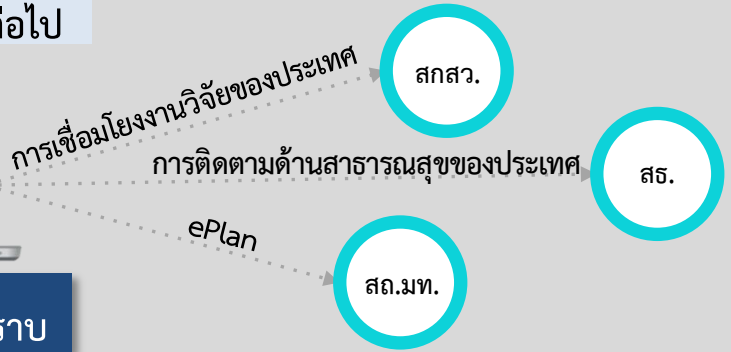 สกสว.
การเชื่อมโยงงานวิจัยของประเทศ
การติดตามด้านสาธารณสุขของประเทศ
สธ.
ePlan
สถ.มท.